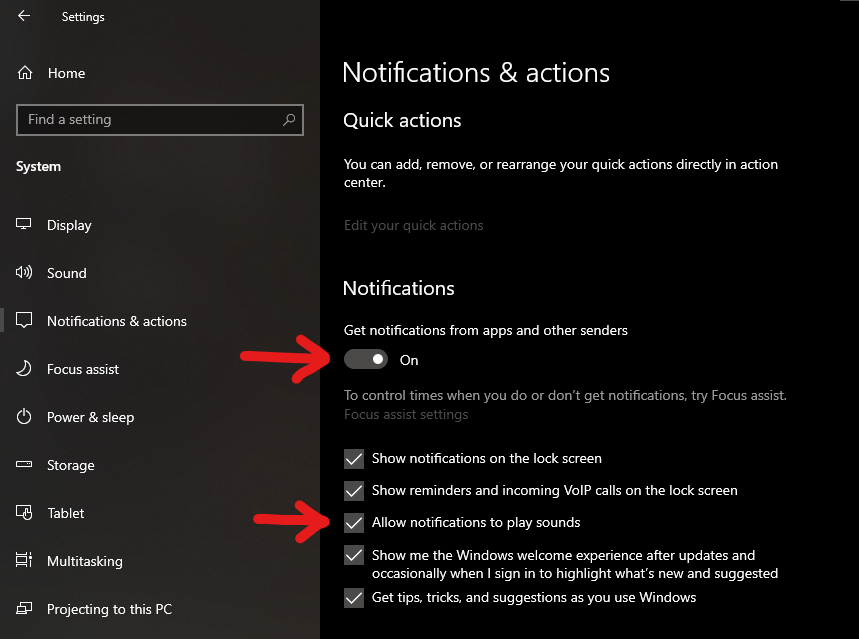 Settings
Home
Find a setting
System
Display
Sound
Notifications & actions
Focus assist
Power & sleep
Storage
Tablet
Multitasking
Projecting to this PC
Notifications & actions
Quick actions
You can add, remove, or rearrange your quick actions directly in action
center.
Edit your quick actions
Notifications
Get notifications from apps and other senders
On
To control times when you do or don't get notifications, try Focus assist.
Focus assist settings
Show notifications on the lock screen
Show reminders and incoming VoIP calls on the lock screen
Allow notifications to play sounds
Show me the Windows welcome experience after updates and
occasionally when I sign in to highlight what's new and suggested
Get tips, tricks, and suggestions as you use Windows